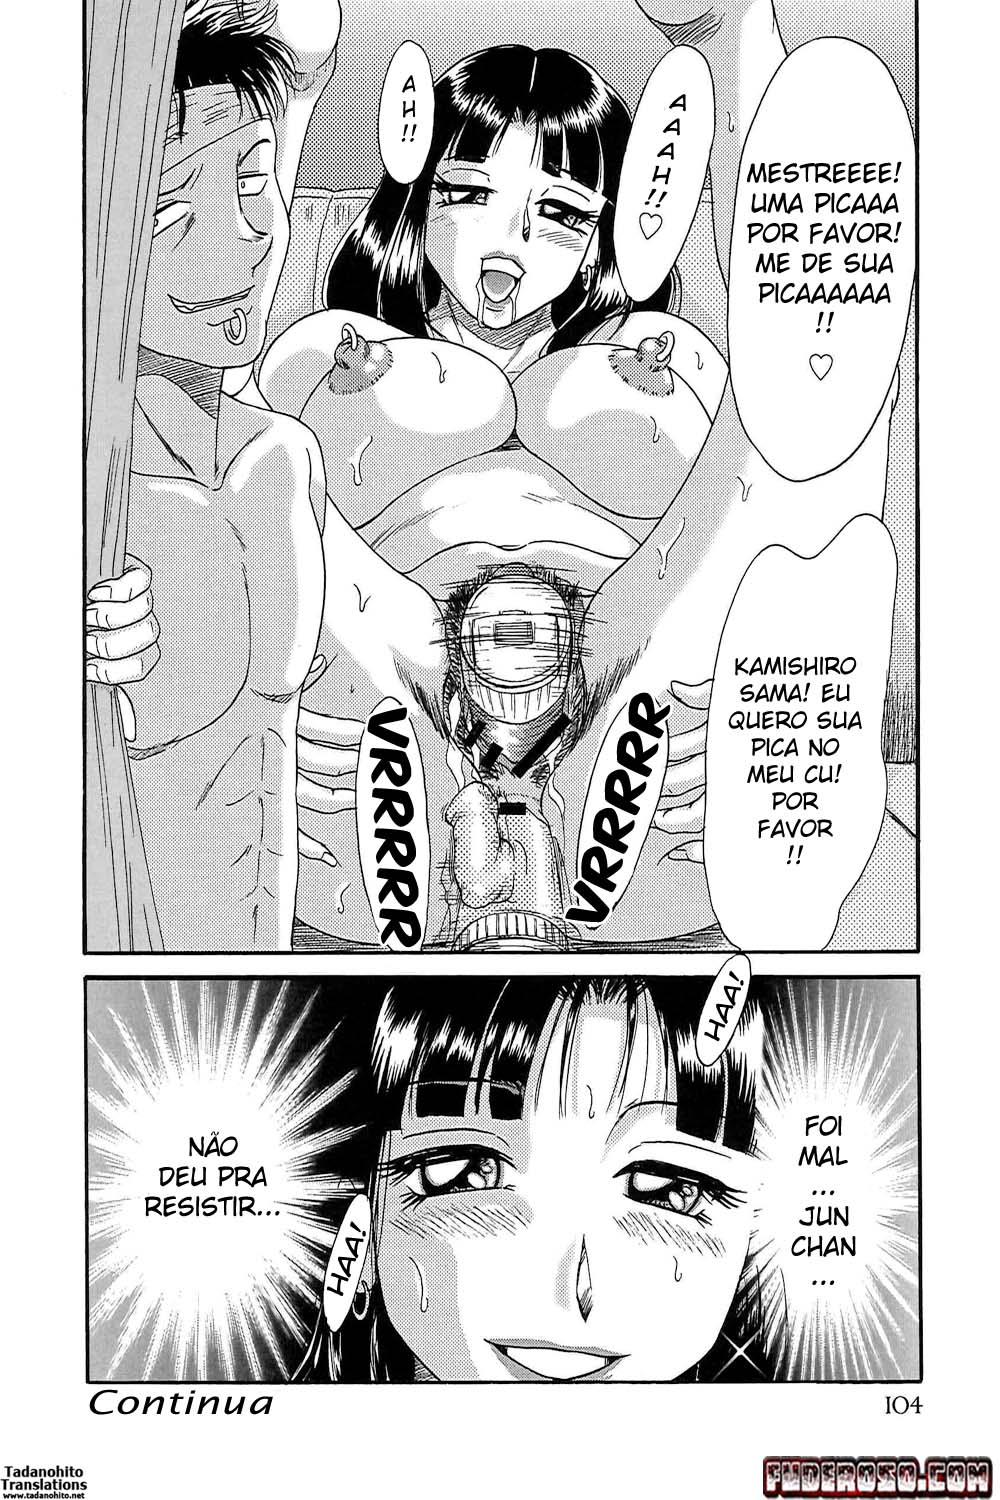 AH!!
AAAH!! ♡
MESTREEEE!
UMA PICAAA
POR FAVOR!
ME DE SUA
PICAAAAAA
!!
♡
KAMISHIRO
SAMA! EU
QUERO SUA
PICA NO
MEU CU!
POR
FAVOR
!!
VRRRRR
VRRRRR
HAA!
FOI
MAL
...
JUN
CHAN
...
NÃO
DEU PRA
RESISTIR...
HAA!
Continua
104
Tadanohito
Translations
www.tadanohito.net
FUDEROSO.COM